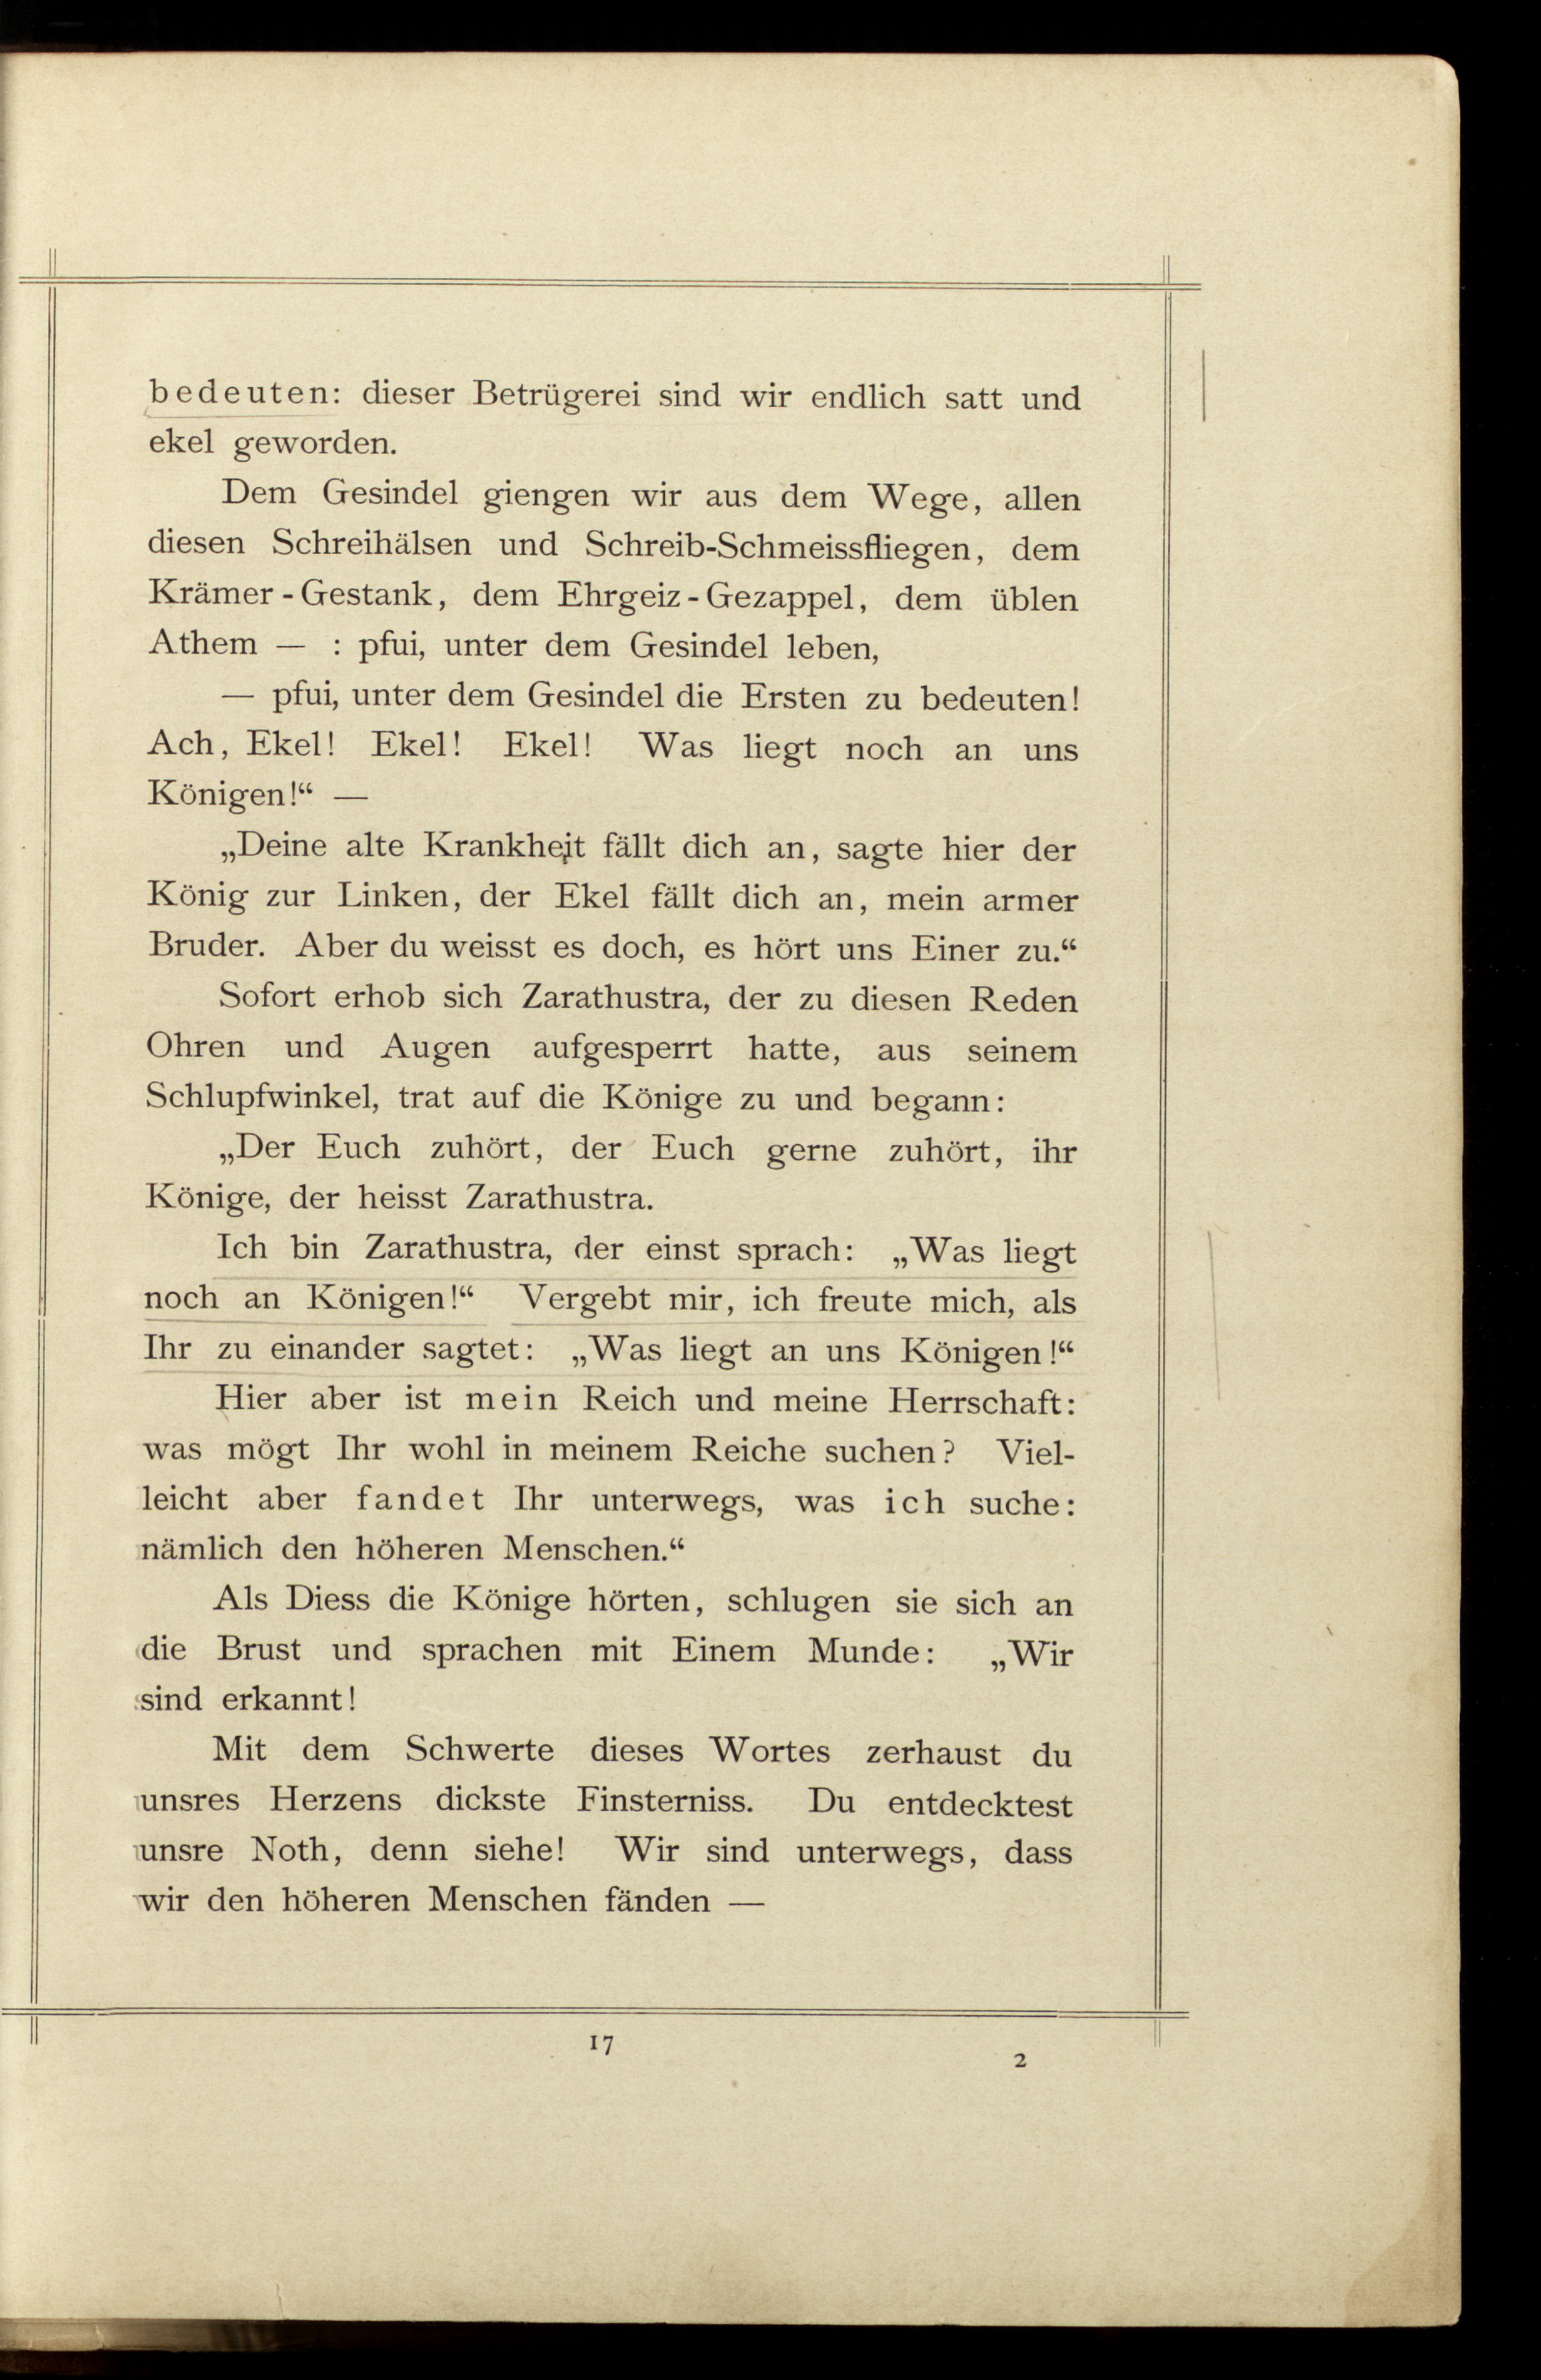 bedeuten: dieser Betrügerei sind wir endlich satt und
ekel geworden.
Dem Gesindel giengen wir aus dem Wege, allen
diesen Schreihälsen und Schreib-Schmeissfliegen, dem
Krämer-Gestank, dem Ehrgeiz-Gezappel, dem üblen
Athem — : pfui, unter dem Gesindel leben,
— pfui, unter dem Gesindel die Ersten zu bedeuten!
Ach, Ekel! Ekel! Ekel! Was liegt noch an uns
Königen!“ —
„Deine alte Krankheit fällt dich an, sagte hier der
König zur Linken, der Ekel fällt dich an, mein armer
Bruder. Aber du weisst es doch, es hört uns Einer zu.“
Sofort erhob sich Zarathustra, der zu diesen Reden
Ohren und Augen aufgesperrt hatte, aus seinem
Schlupfwinkel, trat auf die Könige zu und begann:
„Der Euch zuhört, der Euch gerne zuhört, ihr
Könige, der heisst Zarathustra.
Ich bin Zarathustra, der einst sprach: „Was liegt
noch an Königen!“ Vergebt mir, ich freute mich, als
Ihr zu einander sagtet: „Was liegt an uns Königen!“
Hier aber ist mein Reich und meine Herrschaft:
was mögt Ihr wohl in meinem Reiche suchen? Viel-
leicht aber fandet Ihr unterwegs, was ich suche:
nämlich den höheren Menschen.“
Als Diess die Könige hörten, schlugen sie sich an
die Brust und sprachen mit Einem Munde: „Wir
sind erkannt!
Mit dem Schwerte dieses Wortes zerhaust du
unsres Herzens dickste Finsterniss. Du entdecktest
unsre Noth, denn siehe! Wir sind unterwegs, dass
wir den höheren Menschen fänden —
17
2